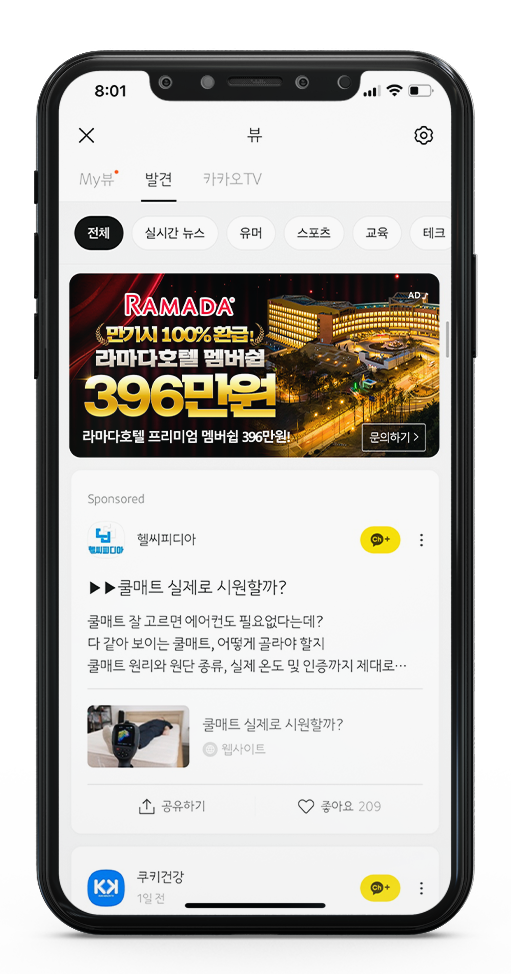 8:01
뷰
My뷰
발견
카카오TV
전체
실시간 뉴스
유머
스포츠
교육
테크
AD
RAMADA®
만기시 100% 환급!
라마다호텔 멤버쉽
396만원
라마다호텔 프리미엄 멤버쉽 396만원!
문의하기 >
Sponsored
헬씨피디아
헬씨피디아
Ch+
▶▶쿨매트 실제로 시원할까?
쿨매트 잘 고르면 에어컨도 필요없다는데?
다 같아 보이는 쿨매트, 어떻게 골라야 할지
쿨매트 원리와 원단 종류, 실제 온도 및 인증까지 제대로…
쿨매트 실제로 시원할까?
웹사이트
공유하기
좋아요 209
KK
쿠키건강
1일 전
Ch+